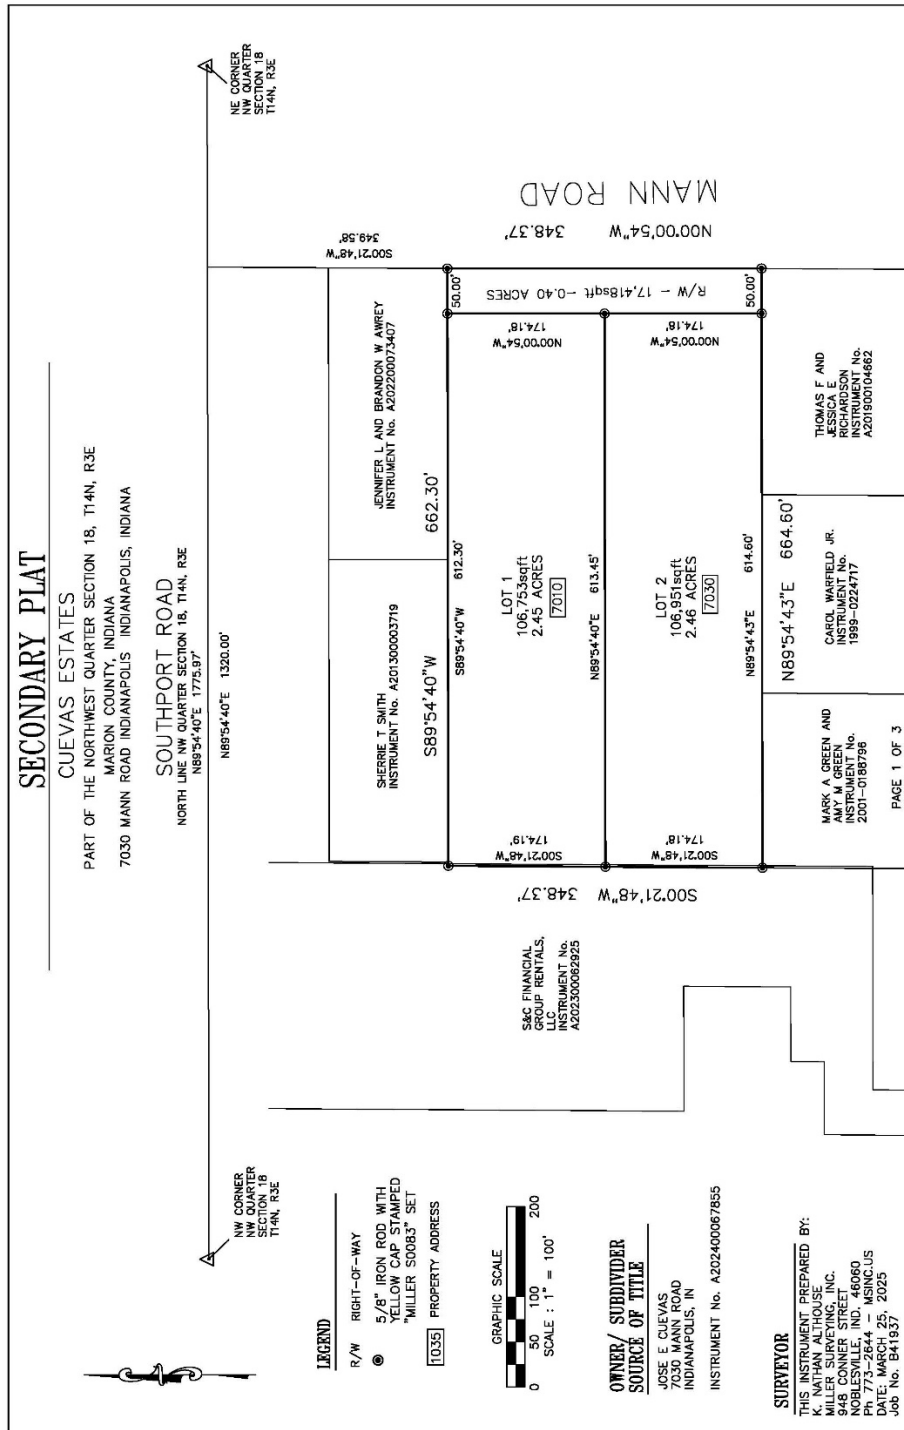 SECONDARY PLAT
CUEVAS ESTATES
PART OF THE NORTHWEST QUARTER SECTION 18, T14N, R3E
MARION COUNTY, INDIANA
7030 MANN ROAD INDIANAPOLIS INDIANAPOLIS, INDIANA
SOUTHPORT ROAD
NORTH LINE NW QUARTER SECTION 18, T14N, R3E
N89°54'40"E 1775.97'
N89°54'40"E 1320.00'
NW CORNER
NW QUARTER
SECTION 18
T14N, R3E
NE CORNER
NW QUARTER
SECTION 18
T14N, R3E
S00°21'48"W
349.58'
SHERRIE T SMITH
INSTRUMENT No. A201300003719
JENNIFER L AND BRANDON W AWREY
INSTRUMENT No. A202200073407
S89°54'40"W
662.30'
S89°54'40"W
612.30'
50.00'
S00°21'48"W
174.19'
LOT 1
106,753sqft
2.45 ACRES
7010
N00°00'54"W
174.18'
N89°54'40"E
613.45'
S00°21'48"W
174.18'
LOT 2
106,951sqft
2.46 ACRES
7030
N00°00'54"W
174.18'
R/W - 17,418sqft -0.40 ACRES
N89°54'43"E
614.60'
50.00'
N89°54'43"E
664.60'
S00°21'48"W 348.37'
N00°00'54"W 348.37'
MANN ROAD
S&C FINANCIAL
GROUP RENTALS,
LLC
INSTRUMENT No.
A202300062925
MARK A GREEN AND
AMY M GREEN
INSTRUMENT No.
2001-0188796
CAROL WARFIELD JR.
INSTRUMENT No.
1999-0224717
THOMAS F AND
JESSICA E
RICHARDSON
INSTRUMENT No.
A201900104662
LEGEND
R/W RIGHT-OF-WAY
5/8" IRON ROD WITH
YELLOW CAP STAMPED
"MILLER S0083" SET
1035 PROPERTY ADDRESS
GRAPHIC SCALE
0 50 100 200
SCALE : 1" = 100'
OWNER/ SUBDIVIDER
SOURCE OF TITLE
JOSE E CUEVAS
7030 MANN ROAD
INDIANAPOLIS, IN
INSTRUMENT No. A202400067855
SURVEYOR
THIS INSTRUMENT PREPARED BY:
K. NATHAN ALTHOUSE
MILLER SURVEYING, INC.
948 CONNER STREET
NOBLESVILLE, IND. 46060
Ph 773-2644 - MSINC.US
DATE: MARCH 25, 2025
Job No. B41937
PAGE 1 OF 3